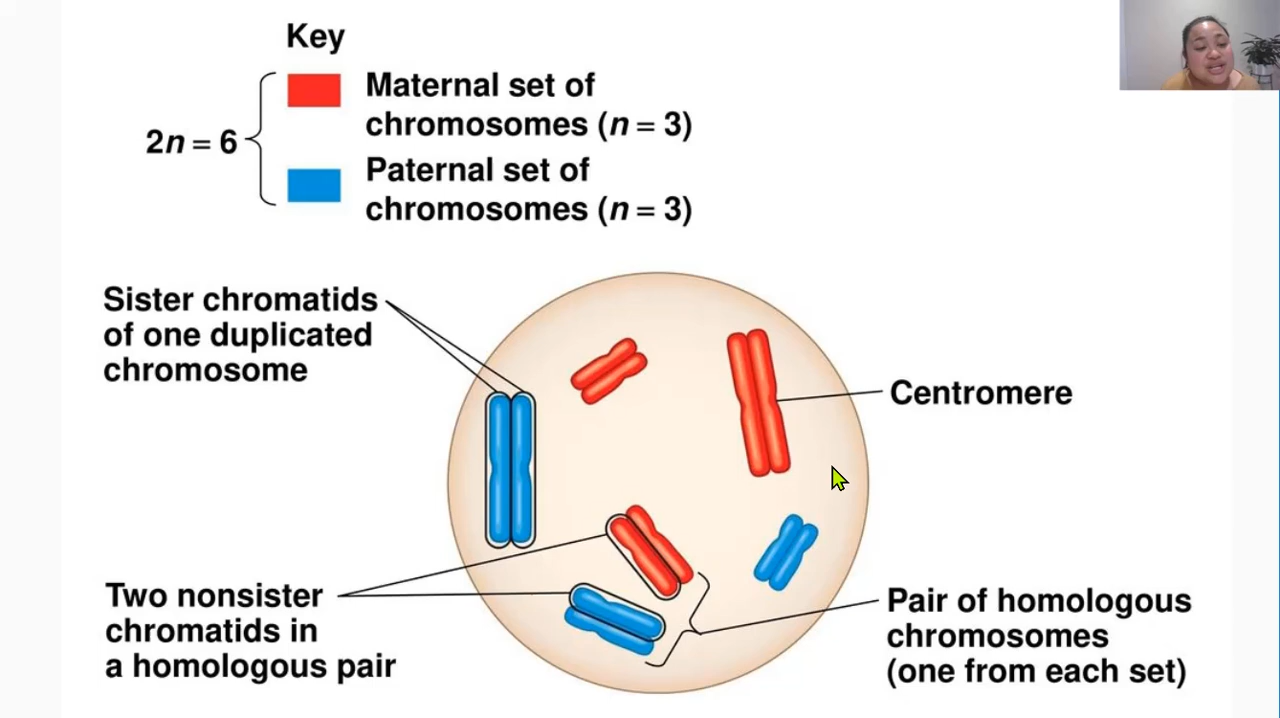 Key
2n = 6
Maternal set of
chromosomes (n = 3)
Paternal set of
chromosomes (n = 3)
Sister chromatids
of one duplicated
chromosome
Centromere
Two nonsister
chromatids in
a homologous pair
Pair of homologous
chromosomes
(one from each set)